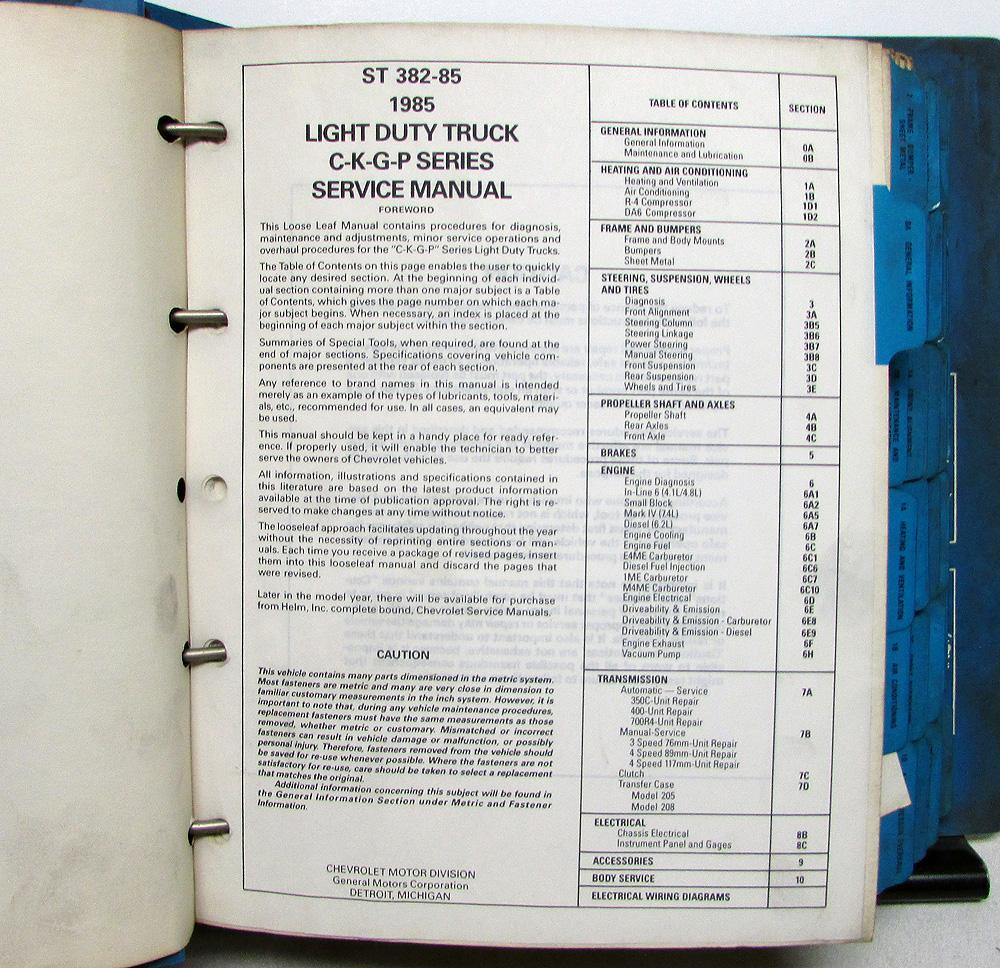 ST 382-85
1985
LIGHT DUTY TRUCK
C-K-G-P SERIES
SERVICE MANUAL
FOREWORD
This Loose Leaf Manual contains procedures for diagnosis,
maintenance and adjustments, minor service operations and
overhaul procedures for the "C-K-G-P" Series Light Duty Trucks.
The Table of Contents on this page enables the user to quickly
locate any desired section. At the beginning of each individ-
ual section containing more than one major subject is a Table
of Contents, which gives the page number on which each ma-
jor subject begins. When necessary, an index is placed at the
beginning of each major subject within the section.
Summaries of Special Tools, when required, are found at the
end of major sections. Specifications covering vehicle com-
ponents are presented at the rear of each section.
Any reference to brand names in this manual is intended
merely as an example of the types of lubricants, tools, materi-
als, etc., recommended for use. In all cases, an equivalent may
be used.
This manual should be kept in a handy place for ready refer-
ence. If properly used, it will enable the technician to better
serve the owners of Chevrolet vehicles.
All information, illustrations and specifications contained in
this literature are based on the latest product information
available at the time of publication approval. The right is re-
served to make changes at any time without notice.
The looseleaf approach facilitates updating throughout the year
without the necessity of reprinting entire sections or man-
uals. Each time you receive a package of revised pages, insert
them into this looseleaf manual and discard the pages that
were revised.
Later in the model year, there will be available for purchase
from Helm, Inc. complete bound, Chevrolet Service Manuals.
CAUTION
This vehicle contains many parts dimensioned in the metric system.
Most fasteners are metric and many are very close in dimension to
familiar customary measurements in the inch system. However, it is
important to note that, during any vehicle maintenance procedures,
replacement fasteners must have the same measurements as those
removed, whether metric or customary. Mismatched or incorrect
fasteners can result in vehicle damage or malfunction, or possibly
personal injury. Therefore, fasteners removed from the vehicle should
be saved for re-use whenever possible. Where the fasteners are not
satisfactory for re-use, care should be taken to select a replacement
that matches the original.
Additional information concerning this subject will be found in
the General Information Section under Metric and Fastener
Information.
CHEVROLET MOTOR DIVISION
General Motors Corporation
DETROIT, MICHIGAN
TABLE OF CONTENTS SECTION
GENERAL INFORMATION
General Information 0A
Maintenance and Lubrication 0B
HEATING AND AIR CONDITIONING
Heating and Ventilation 1A
Air Conditioning 1B
R-4 Compressor 1D1
DA6 Compressor 1D2
FRAME AND BUMPERS
Frame and Body Mounts 2A
Bumpers 2B
Sheet Metal 2C
STEERING, SUSPENSION, WHEELS
AND TIRES
Diagnosis 3
Front Alignment 3A
Steering Column 3B5
Steering Linkage 3B6
Power Steering 3B7
Manual Steering 3B8
Front Suspension 3C
Rear Suspension 3D
Wheels and Tires 3E
PROPELLER SHAFT AND AXLES
Propeller Shaft 4A
Rear Axles 4B
Front Axle 4C
BRAKES 5
ENGINE
Engine Diagnosis 6
In-Line 6 (4.1L/4.8L) 6A1
Small Block 6A2
Mark IV (7.4L) 6A5
Diesel (6.2L) 6A7
Engine Cooling 6B
Engine Fuel 6C
E4ME Carburetor 6C1
Diesel Fuel Injection 6C6
1ME Carburetor 6C7
M4ME Carburetor 6C10
Engine Electrical 6D
Driveability & Emission 6E
Driveability & Emission - Carburetor 6E8
Driveability & Emission - Diesel 6E9
Engine Exhaust 6F
Vacuum Pump 6H
TRANSMISSION
Automatic — Service 7A
350C-Unit Repair
400-Unit Repair
700R4-Unit Repair
Manual-Service 7B
3 Speed 76mm-Unit Repair
4 Speed 89mm-Unit Repair
4 Speed 117mm-Unit Repair
Clutch 7C
Transfer Case 7D
Model 205
Model 208
ELECTRICAL
Chassis Electrical 8B
Instrument Panel and Gages 8C
ACCESSORIES 9
BODY SERVICE 10
ELECTRICAL WIRING DIAGRAMS
FRAME BUMPER
SHEET METAL
0A GENERAL INFORMATION
MAINTENANCE AND
1A HEATING AND VENTILATION
1B AIR CONDITIONING